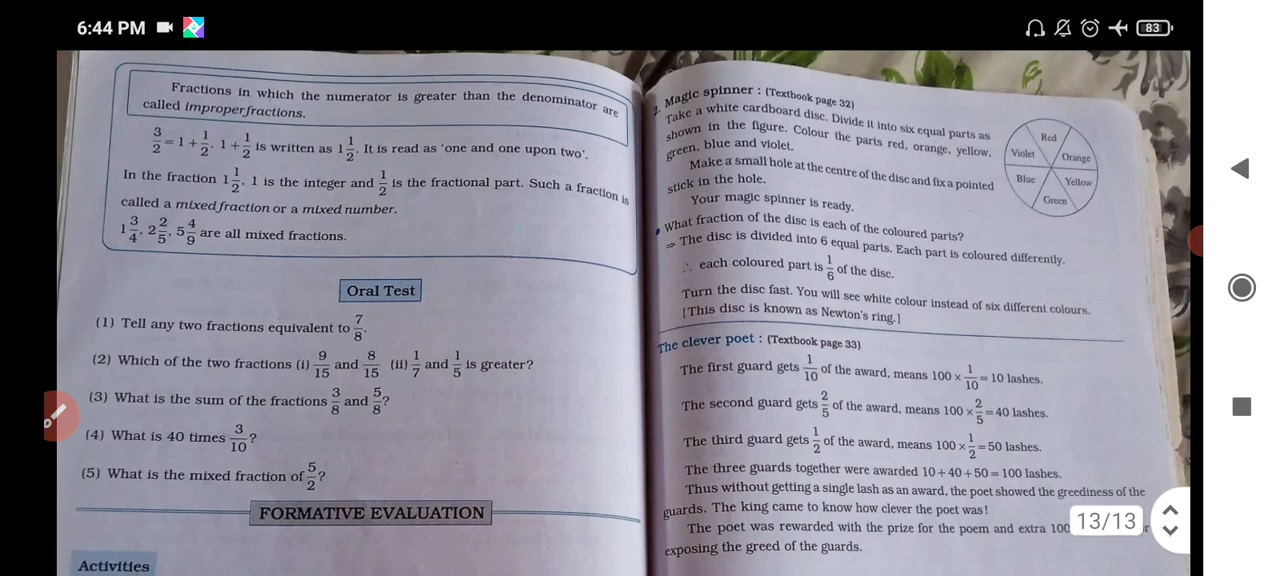 6:44 PM
83
Fractions in which the numerator is greater than the denominator are
called improper fractions.
3/2 = 1 + 1/2. 1 + 1/2 is written as 1 1/2. It is read as 'one and one upon two'.
In the fraction 1 1/2, 1 is the integer and 1/2 is the fractional part. Such a fraction is
called a mixed fraction or a mixed number.
1 3/4, 2 2/5, 5 4/9 are all mixed fractions.
Oral Test
(1) Tell any two fractions equivalent to 7/8.
(2) Which of the two fractions (i) 9/15 and 8/15 (ii) 1/7 and 1/5 is greater?
(3) What is the sum of the fractions 3/8 and 5/8?
(4) What is 40 times 3/10?
(5) What is the mixed fraction of 5/2?
FORMATIVE EVALUATION
Activities
2. Magic spinner : (Textbook page 32)
Take a white cardboard disc. Divide it into six equal parts as
shown in the figure. Colour the parts red, orange, yellow,
green, blue and violet.
Make a small hole at the centre of the disc and fix a pointed
stick in the hole.
Your magic spinner is ready.
Red
Violet
Orange
Blue
Yellow
Green
• What fraction of the disc is each of the coloured parts?
⇒ The disc is divided into 6 equal parts. Each part is coloured differently.
∴ each coloured part is 1/6 of the disc.
Turn the disc fast. You will see white colour instead of six different colours.
[This disc is known as Newton's ring.]
The clever poet : (Textbook page 33)
The first guard gets 1/10 of the award, means 100 × 1/10 = 10 lashes.
The second guard gets 2/5 of the award, means 100 × 2/5 = 40 lashes.
The third guard gets 1/2 of the award, means 100 × 1/2 = 50 lashes.
The three guards together were awarded 10 + 40 + 50 = 100 lashes.
Thus without getting a single lash as an award, the poet showed the greediness of the
guards. The king came to know how clever the poet was!
The poet was rewarded with the prize for the poem and extra 100
exposing the greed of the guards.
13/13